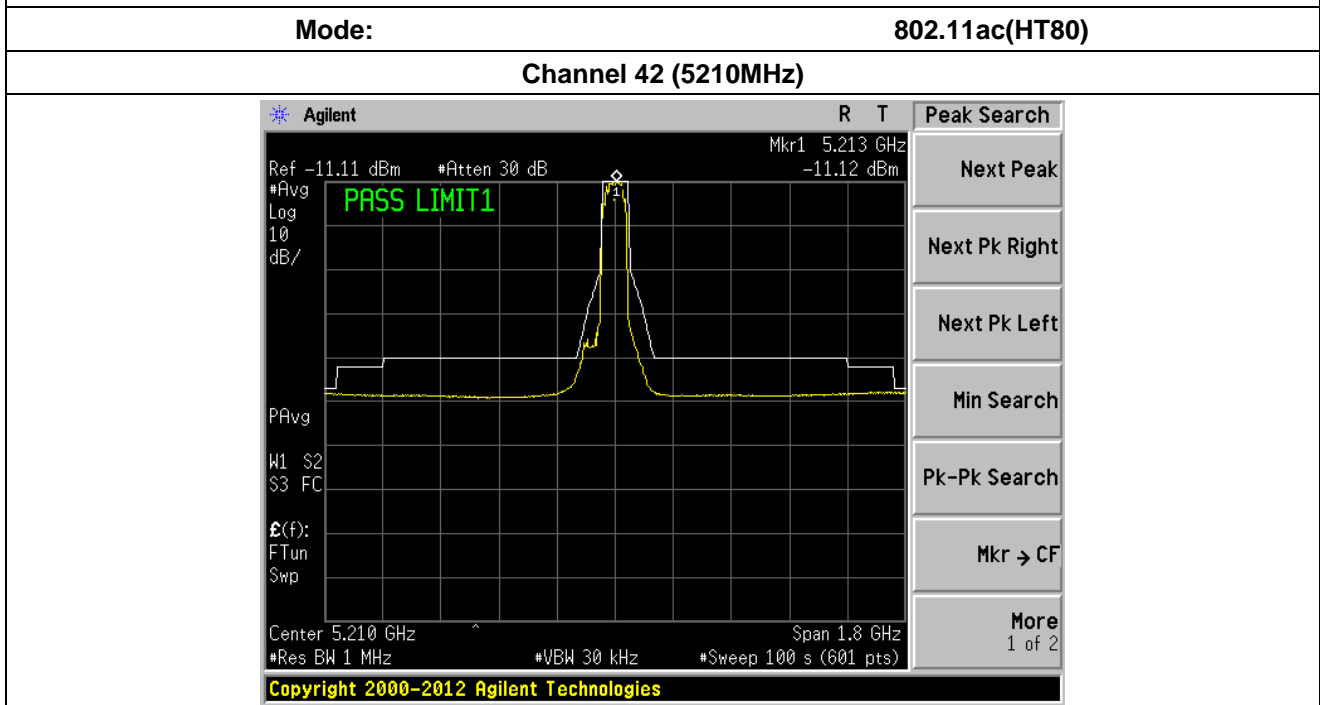 Mode: 802.11ac(HT80)
Channel 42 (5210MHz)
Agilent R T Peak Search
Mkr1 5.213 GHz
Ref -11.11 dBm #Atten 30 dB -11.12 dBm
Next Peak
#Avg
Log
10
dB/
PASS LIMIT1
1
Next Pk Right
Next Pk Left
Min Search
PAvg
W1 S2
S3 FC
Pk-Pk Search
£(f):
FTun
Swp
Mkr → CF
More
1 of 2
Center 5.210 GHz ^ Span 1.8 GHz
#Res BW 1 MHz #VBW 30 kHz #Sweep 100 s (601 pts)
Copyright 2000-2012 Agilent Technologies